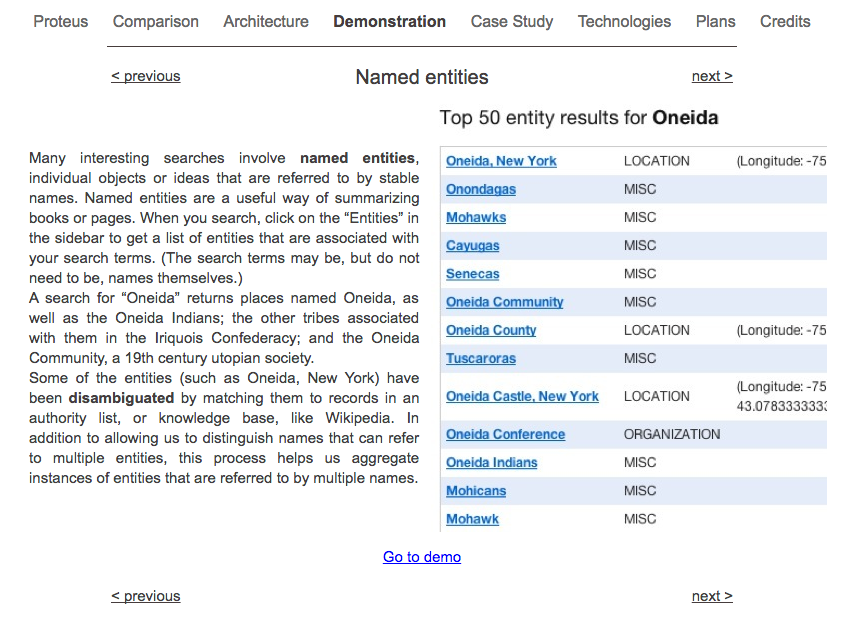 Proteus Comparison Architecture Demonstration Case Study Technologies Plans Credits
< previous Named entities next >
Many interesting searches involve named entities,
individual objects or ideas that are referred to by stable
names. Named entities are a useful way of summarizing
books or pages. When you search, click on the “Entities” in
the sidebar to get a list of entities that are associated with
your search terms. (The search terms may be, but do not
need to be, names themselves.)
A search for “Oneida” returns places named Oneida, as
well as the Oneida Indians; the other tribes associated
with them in the Iriquois Confederacy; and the Oneida
Community, a 19th century utopian society.
Some of the entities (such as Oneida, New York) have
been disambiguated by matching them to records in an
authority list, or knowledge base, like Wikipedia. In
addition to allowing us to distinguish names that can refer
to multiple entities, this process helps us aggregate
instances of entities that are referred to by multiple names.
Top 50 entity results for Oneida
Oneida, New York LOCATION (Longitude: -75
Onondagas MISC
Mohawks MISC
Cayugas MISC
Senecas MISC
Oneida Community MISC
Oneida County LOCATION (Longitude: -75
Tuscaroras MISC
Oneida Castle, New York LOCATION (Longitude: -75
43.0783333333
Oneida Conference ORGANIZATION
Oneida Indians MISC
Mohicans MISC
Mohawk MISC
Go to demo
< previous next >